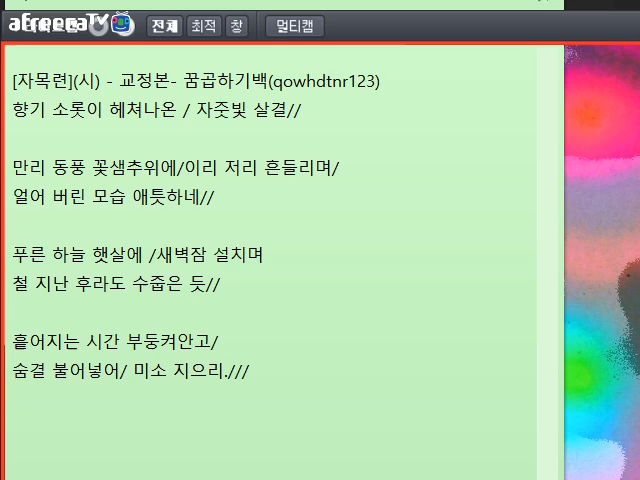 afreecaTV
전체 최적 창 멀티캠
[자목련](시) - 교정본- 꿈곱하기백(qowhdtnr123)
향기 소롯이 헤쳐나온 / 자줏빛 살결//
만리 동풍 꽃샘추위에/이리 저리 흔들리며/
얼어 버린 모습 애틋하네//
푸른 하늘 햇살에 /새벽잠 설치며
철 지난 후라도 수줍은 듯//
흩어지는 시간 부둥켜안고/
숨결 불어넣어/ 미소 지으리.///